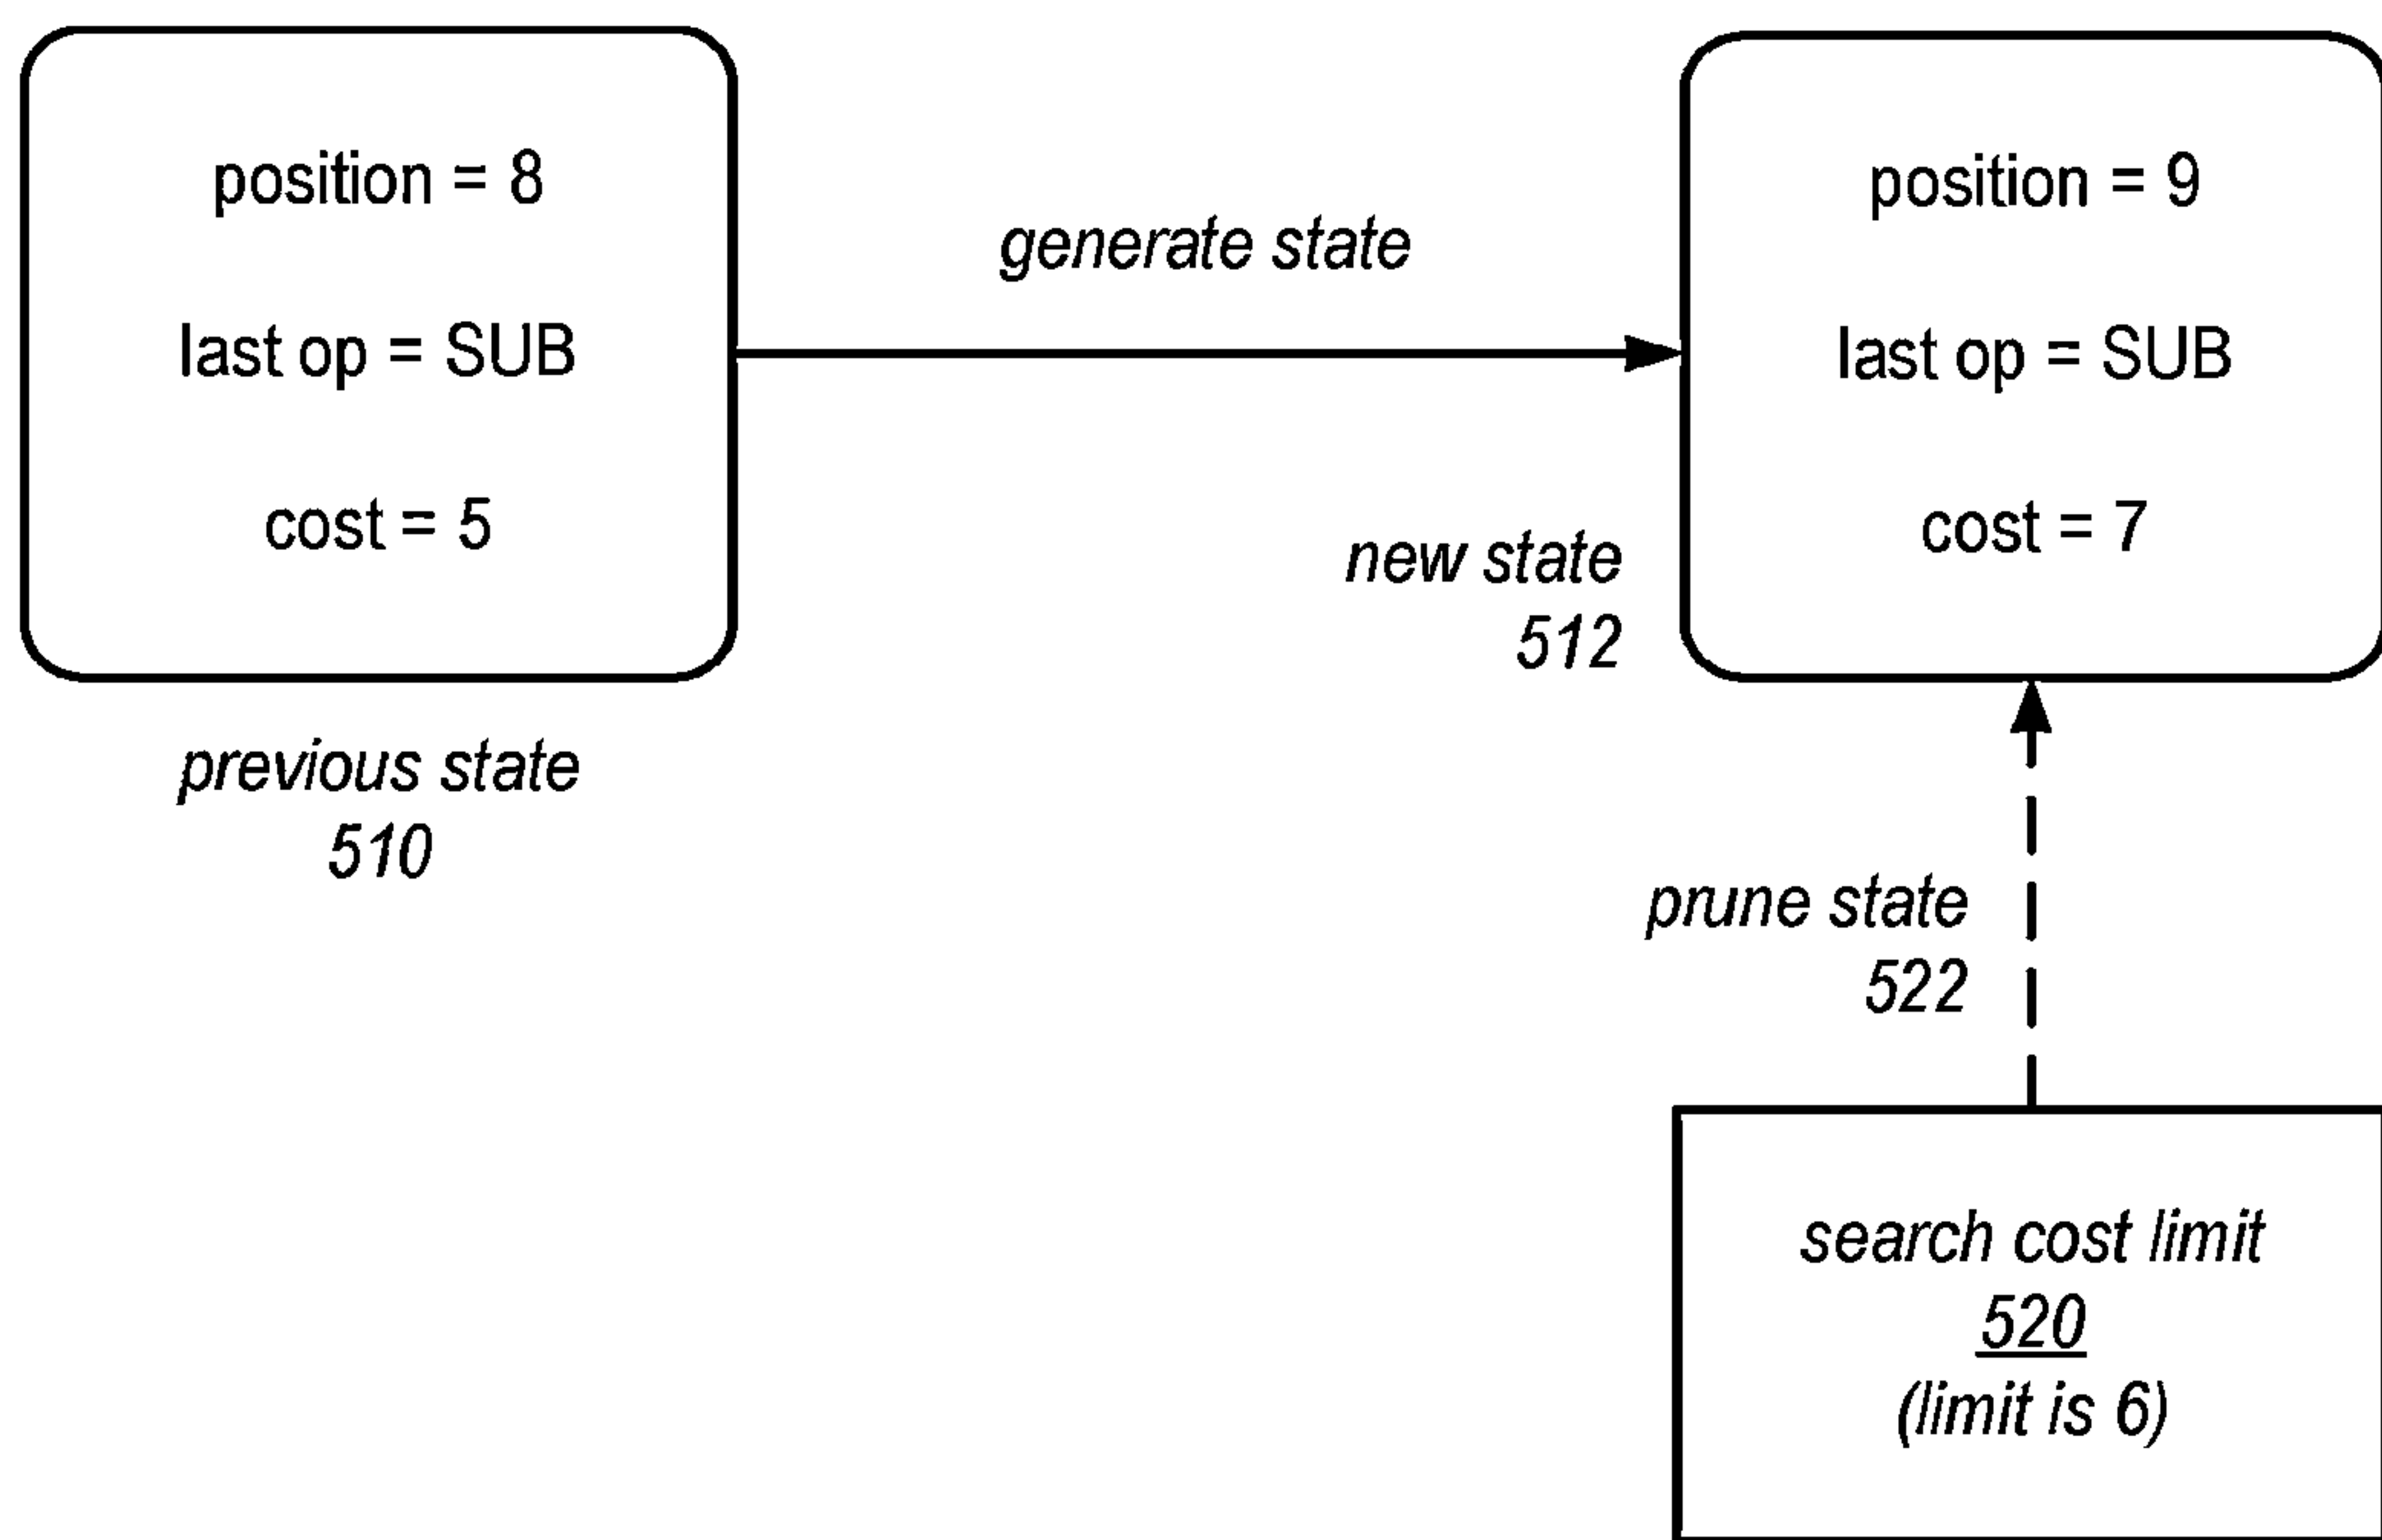 position = 8
last op = SUB
cost = 5
previous state
510
generate state
position = 9
last op = SUB
cost = 7
new state
512
prune state
522
search cost limit
520
(limit is 6)